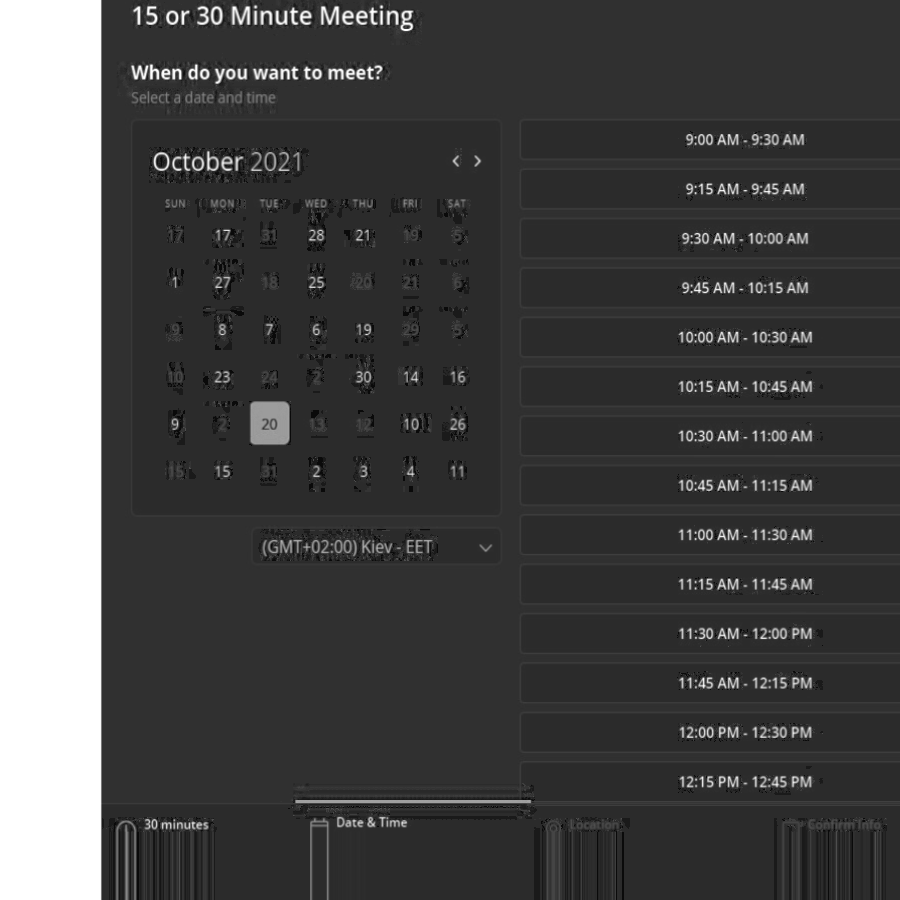 15 or 30 Minute Meeting
When do you want to meet?
Select a date and time
October 2021
SUN MON TUE WED THU FRI SAT
17 17 31 28 21 19 5
1 27 18 25 20 21 6
9 8 7 6 19 29 5
10 23 24 2 30 14 16
9 2 20 13 12 10 26
15 15 31 2 3 4 11
(GMT+02:00) Kiev - EET
9:00 AM - 9:30 AM
9:15 AM - 9:45 AM
9:30 AM - 10:00 AM
9:45 AM - 10:15 AM
10:00 AM - 10:30 AM
10:15 AM - 10:45 AM
10:30 AM - 11:00 AM
10:45 AM - 11:15 AM
11:00 AM - 11:30 AM
11:15 AM - 11:45 AM
11:30 AM - 12:00 PM
11:45 AM - 12:15 PM
12:00 PM - 12:30 PM
12:15 PM - 12:45 PM
30 minutes
Date & Time
Location
Confirm Info